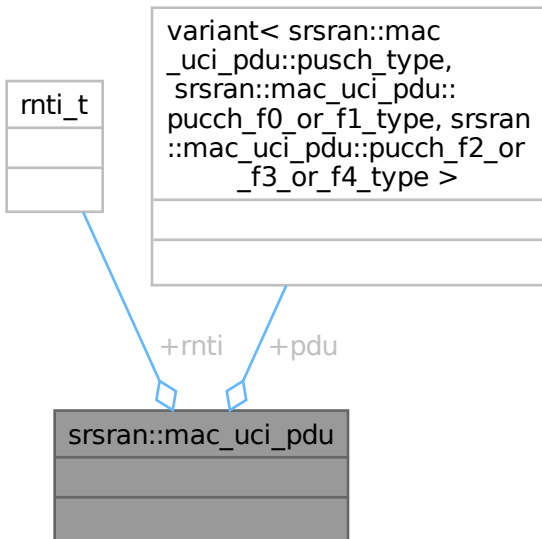 variant< srsran::mac
_uci_pdu::pusch_type,
srsran::mac_uci_pdu::
pucch_f0_or_f1_type, srsran
::mac_uci_pdu::pucch_f2_or
_f3_or_f4_type >
rnti_t
+rnti
+pdu
srsran::mac_uci_pdu